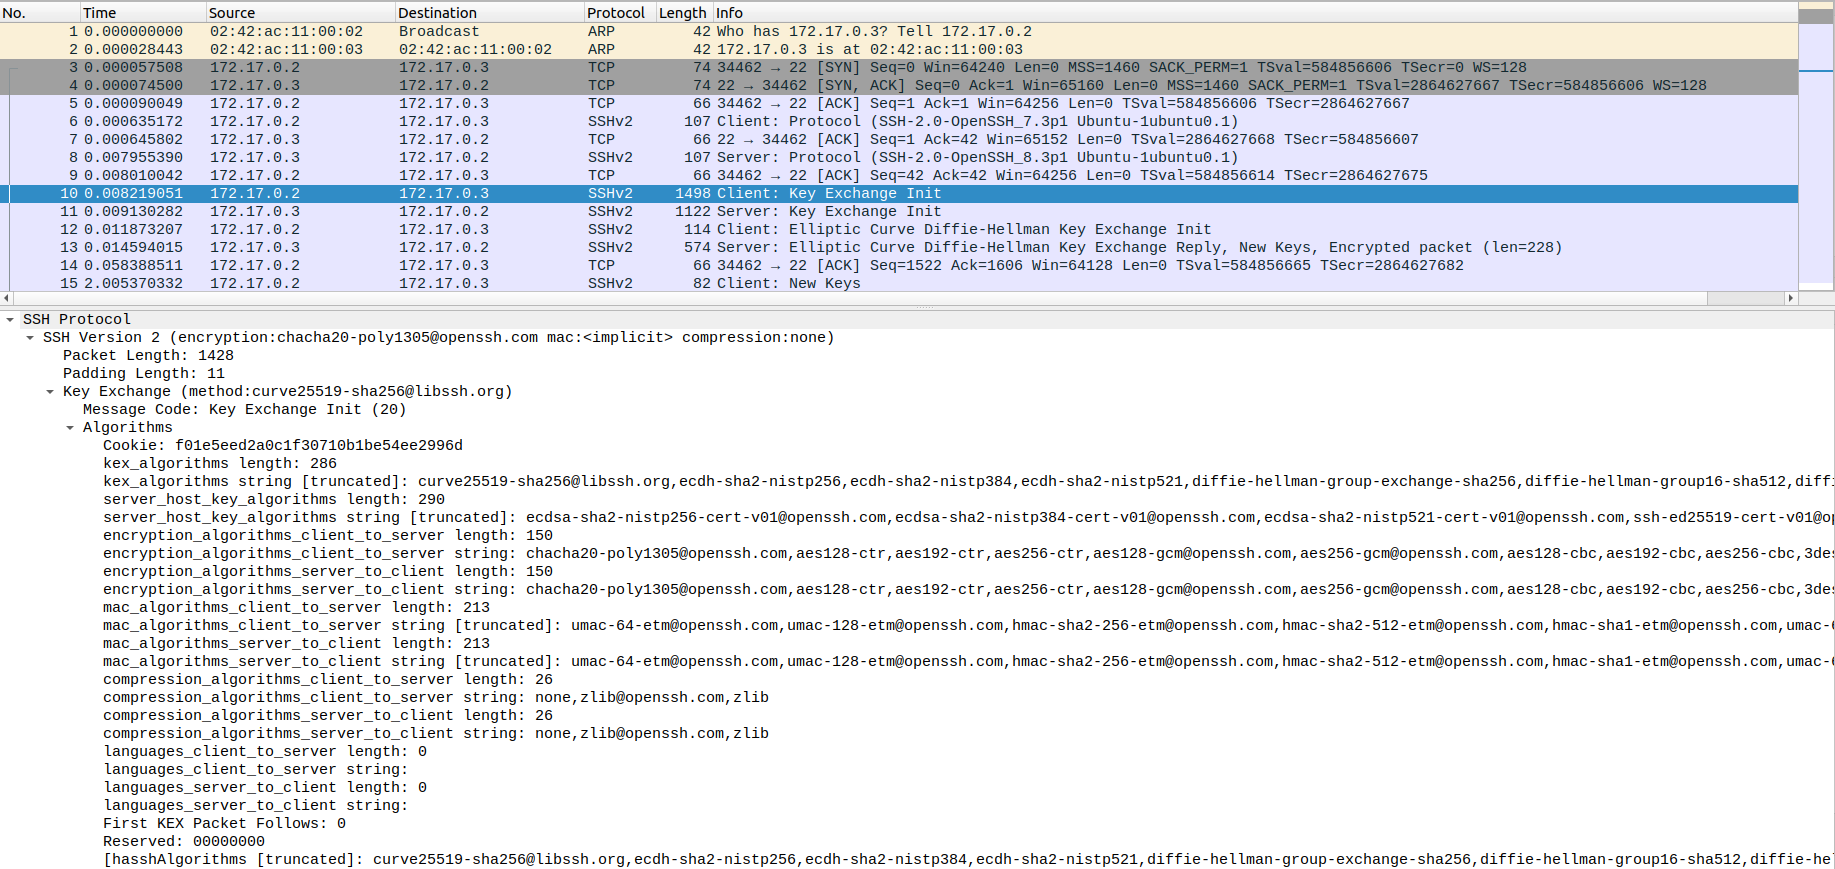 No. Time Source Destination Protocol Length Info
1 0.000000000 02:42:ac:11:00:02 Broadcast ARP 42 Who has 172.17.0.3? Tell 172.17.0.2
2 0.000028443 02:42:ac:11:00:03 02:42:ac:11:00:02 ARP 42 172.17.0.3 is at 02:42:ac:11:00:03
3 0.000057508 172.17.0.2 172.17.0.3 TCP 74 34462 → 22 [SYN] Seq=0 Win=64240 Len=0 MSS=1460 SACK_PERM=1 TSval=584856606 TSecr=0 WS=128
4 0.000074500 172.17.0.3 172.17.0.2 TCP 74 22 → 34462 [SYN, ACK] Seq=0 Ack=1 Win=65160 Len=0 MSS=1460 SACK_PERM=1 TSval=2864627667 TSecr=584856606 WS=128
5 0.000090049 172.17.0.2 172.17.0.3 TCP 66 34462 → 22 [ACK] Seq=1 Ack=1 Win=64256 Len=0 TSval=584856606 TSecr=2864627667
6 0.000635172 172.17.0.2 172.17.0.3 SSHv2 107 Client: Protocol (SSH-2.0-OpenSSH_7.3p1 Ubuntu-1ubuntu0.1)
7 0.000645802 172.17.0.3 172.17.0.2 TCP 66 22 → 34462 [ACK] Seq=1 Ack=42 Win=65152 Len=0 TSval=2864627668 TSecr=584856607
8 0.007955390 172.17.0.3 172.17.0.2 SSHv2 107 Server: Protocol (SSH-2.0-OpenSSH_8.3p1 Ubuntu-1ubuntu0.1)
9 0.008010042 172.17.0.2 172.17.0.3 TCP 66 34462 → 22 [ACK] Seq=42 Ack=42 Win=64256 Len=0 TSval=584856614 TSecr=2864627675
10 0.008219051 172.17.0.2 172.17.0.3 SSHv2 1498 Client: Key Exchange Init
11 0.009130282 172.17.0.3 172.17.0.2 SSHv2 1122 Server: Key Exchange Init
12 0.011873207 172.17.0.2 172.17.0.3 SSHv2 114 Client: Elliptic Curve Diffie-Hellman Key Exchange Init
13 0.014594015 172.17.0.3 172.17.0.2 SSHv2 574 Server: Elliptic Curve Diffie-Hellman Key Exchange Reply, New Keys, Encrypted packet (len=228)
14 0.058388511 172.17.0.2 172.17.0.3 TCP 66 34462 → 22 [ACK] Seq=1522 Ack=1606 Win=64128 Len=0 TSval=584856665 TSecr=2864627682
15 2.005370332 172.17.0.2 172.17.0.3 SSHv2 82 Client: New Keys
SSH Protocol
SSH Version 2 (encryption:chacha20-poly1305@openssh.com mac:<implicit> compression:none)
Packet Length: 1428
Padding Length: 11
Key Exchange (method:curve25519-sha256@libssh.org)
Message Code: Key Exchange Init (20)
Algorithms
Cookie: f01e5eed2a0c1f30710b1be54ee2996d
kex_algorithms length: 286
kex_algorithms string [truncated]: curve25519-sha256@libssh.org,ecdh-sha2-nistp256,ecdh-sha2-nistp384,ecdh-sha2-nistp521,diffie-hellman-group-exchange-sha256,diffie-hellman-group16-sha512,diff
server_host_key_algorithms length: 290
server_host_key_algorithms string [truncated]: ecdsa-sha2-nistp256-cert-v01@openssh.com,ecdsa-sha2-nistp384-cert-v01@openssh.com,ecdsa-sha2-nistp521-cert-v01@openssh.com,ssh-ed25519-cert-v01@op
encryption_algorithms_client_to_server length: 150
encryption_algorithms_client_to_server string: chacha20-poly1305@openssh.com,aes128-ctr,aes192-ctr,aes256-ctr,aes128-gcm@openssh.com,aes256-gcm@openssh.com,aes128-cbc,aes192-cbc,aes256-cbc,3des
encryption_algorithms_server_to_client length: 150
encryption_algorithms_server_to_client string: chacha20-poly1305@openssh.com,aes128-ctr,aes192-ctr,aes256-ctr,aes128-gcm@openssh.com,aes256-gcm@openssh.com,aes128-cbc,aes192-cbc,aes256-cbc,3des
mac_algorithms_client_to_server length: 213
mac_algorithms_client_to_server string [truncated]: umac-64-etm@openssh.com,umac-128-etm@openssh.com,hmac-sha2-256-etm@openssh.com,hmac-sha2-512-etm@openssh.com,hmac-sha1-etm@openssh.com,umac-6
mac_algorithms_server_to_client length: 213
mac_algorithms_server_to_client string [truncated]: umac-64-etm@openssh.com,umac-128-etm@openssh.com,hmac-sha2-256-etm@openssh.com,hmac-sha2-512-etm@openssh.com,hmac-sha1-etm@openssh.com,umac-6
compression_algorithms_client_to_server length: 26
compression_algorithms_client_to_server string: none,zlib@openssh.com,zlib
compression_algorithms_server_to_client length: 26
compression_algorithms_server_to_client string: none,zlib@openssh.com,zlib
languages_client_to_server length: 0
languages_client_to_server string:
languages_server_to_client length: 0
languages_server_to_client string:
First KEX Packet Follows: 0
Reserved: 00000000
[hasshAlgorithms [truncated]: curve25519-sha256@libssh.org,ecdh-sha2-nistp256,ecdh-sha2-nistp384,ecdh-sha2-nistp521,diffie-hellman-group-exchange-sha256,diffie-hellman-group16-sha512,diffie-he